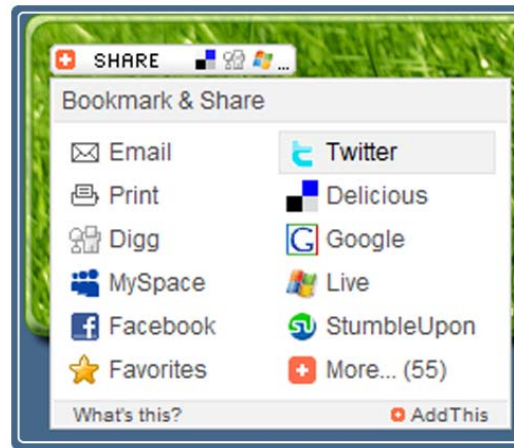 SHARE ...
Bookmark & Share
Email Twitter
Print Delicious
Digg Google
MySpace Live
Facebook StumbleUpon
Favorites More... (55)
What's this? AddThis